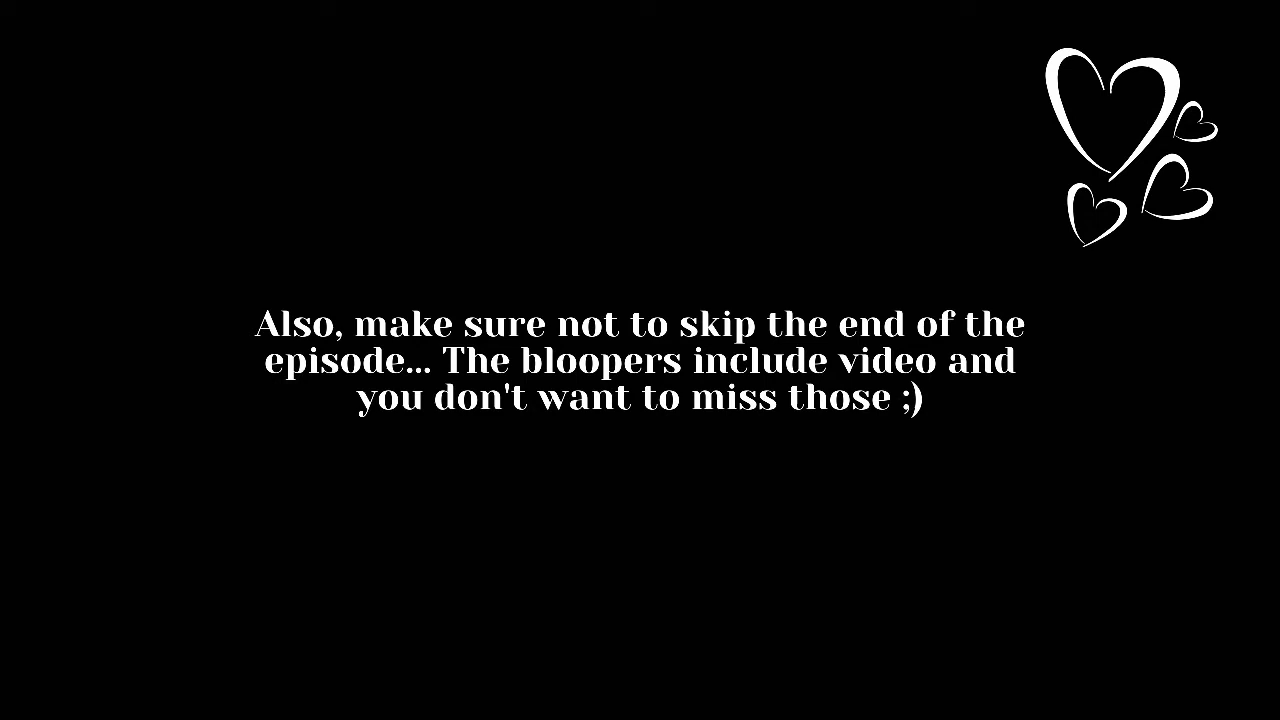 Also, make sure not to skip the end of the
episode... The bloopers include video and
you don't want to miss those ;)